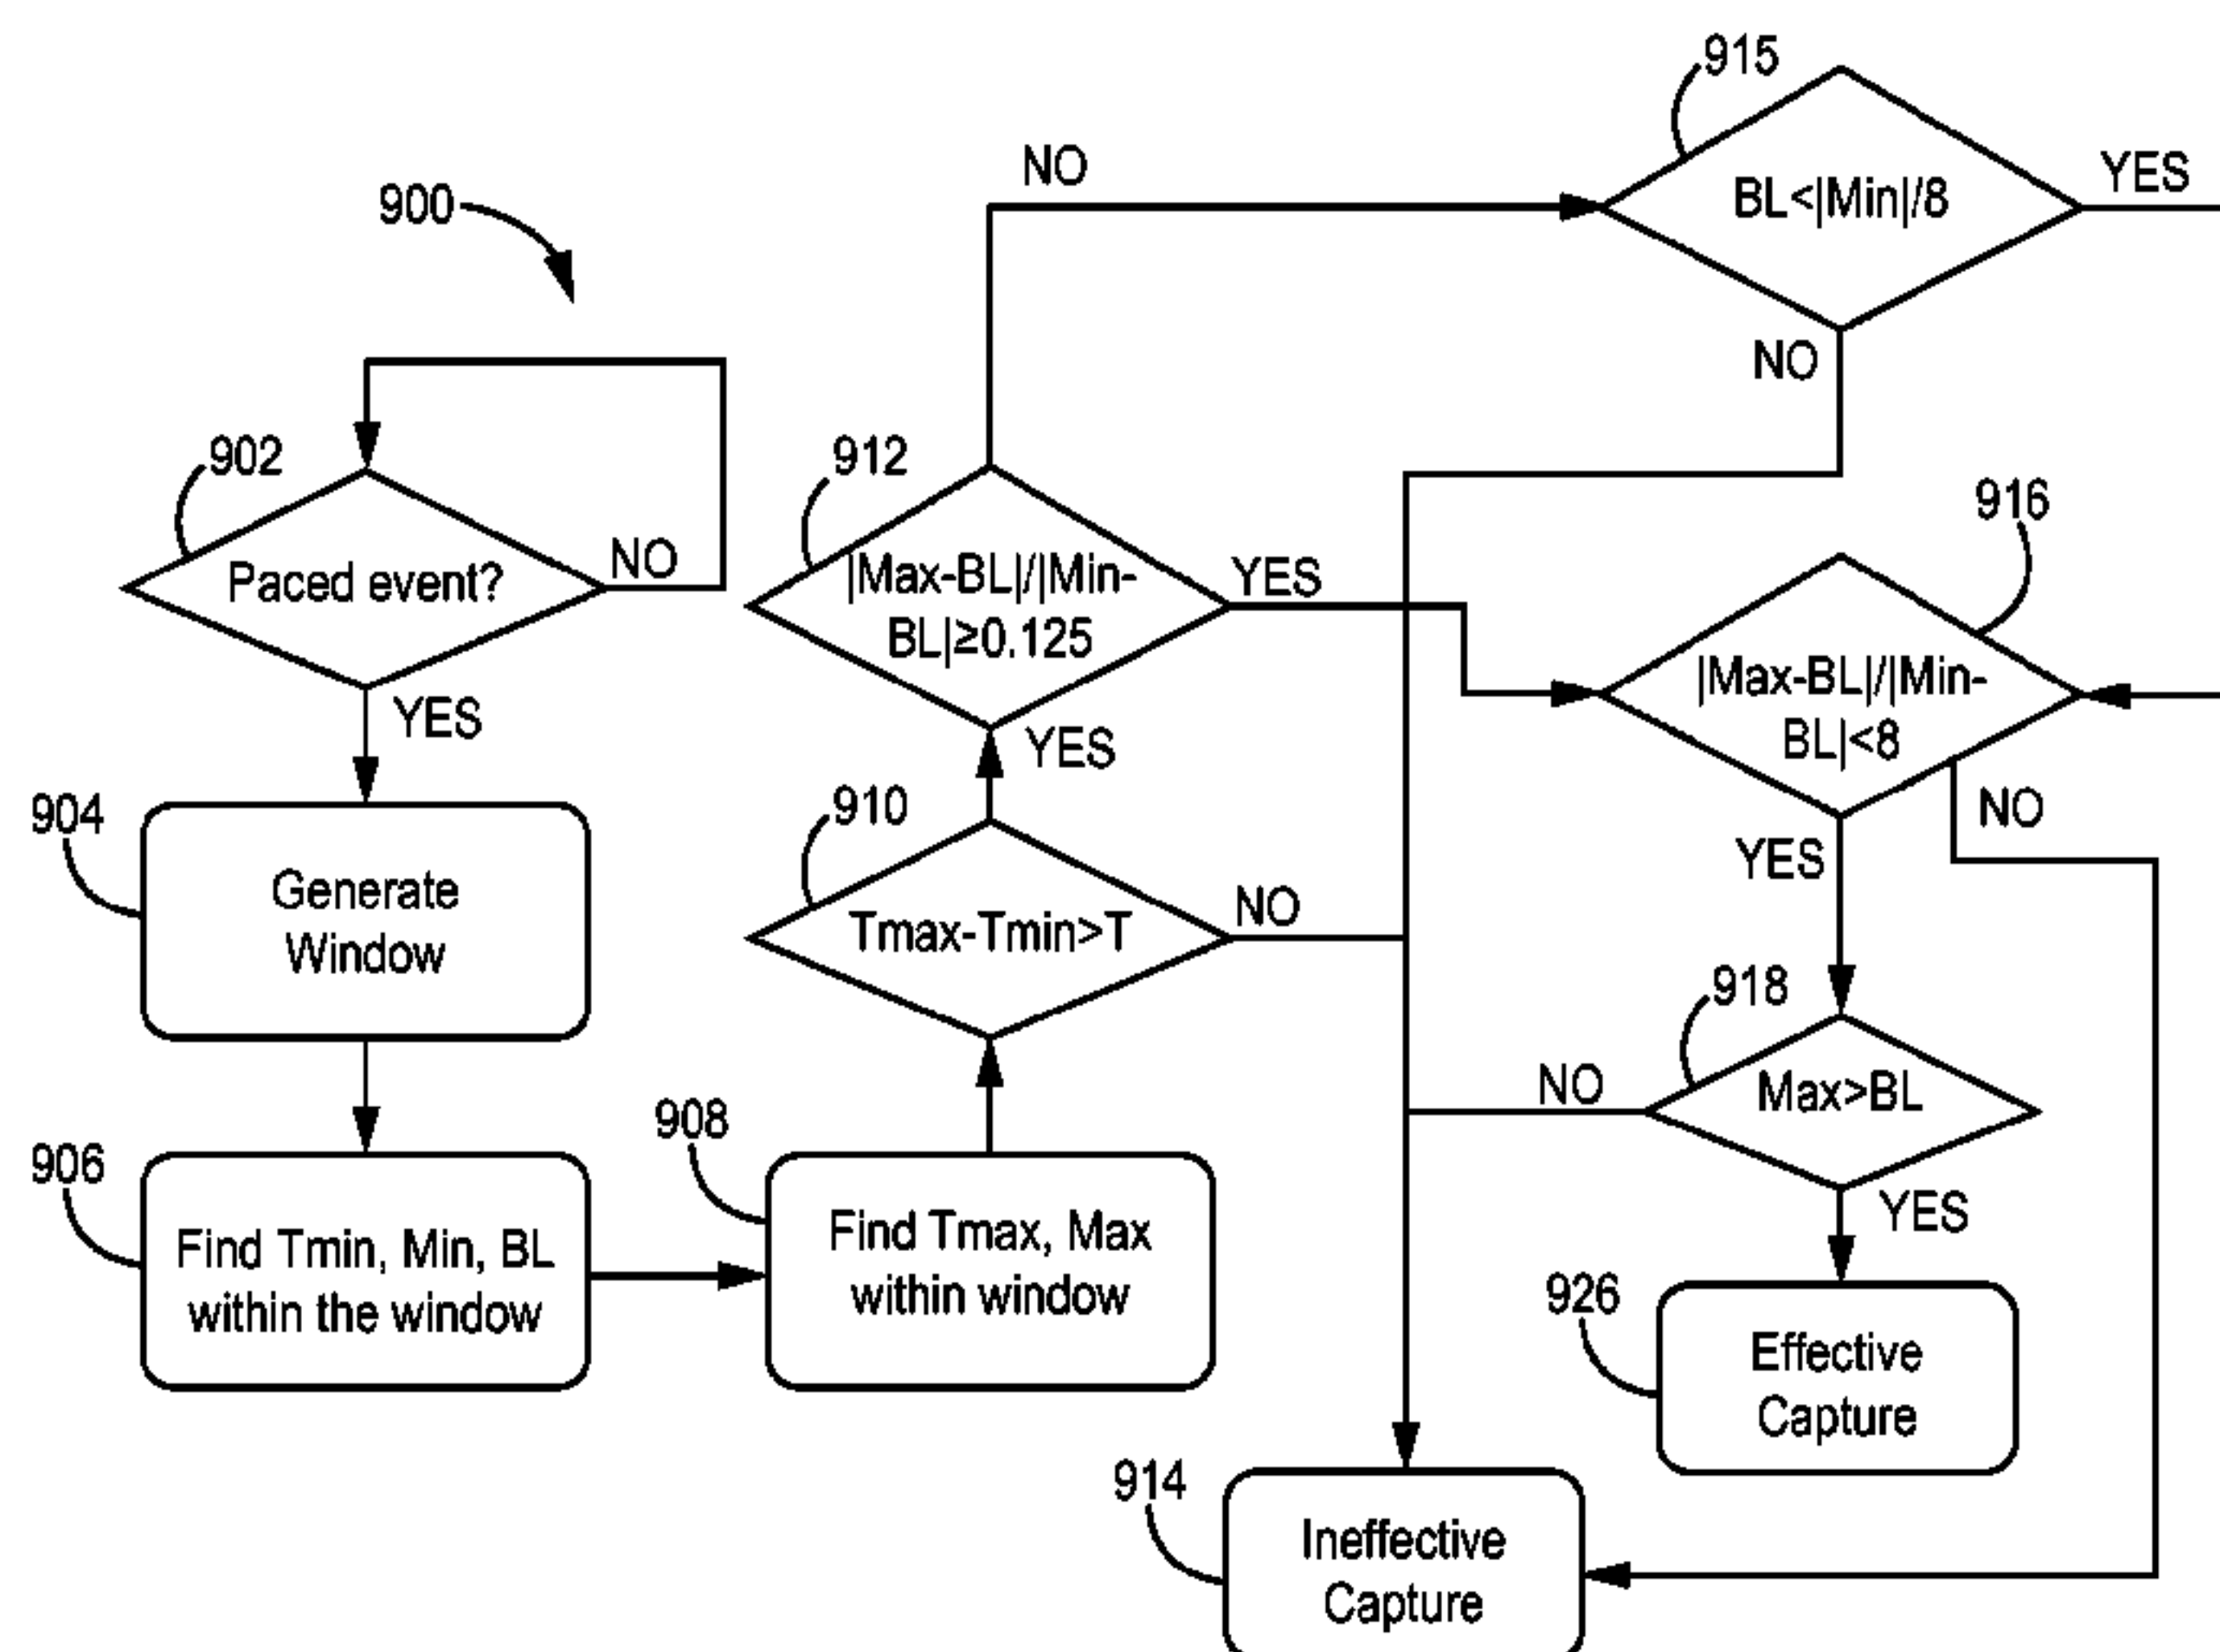 915
NO
YES
BL<|Min|/8
900
NO
902
912
916
Paced event?
NO
|Max-BL|/|Min-
BL|≥0.125
YES
|Max-BL|/|Min-
BL|<8
YES
YES
904
910
NO
YES
Generate
Window
Tmax-Tmin>T
NO
918
Max>BL
NO
906
908
Find Tmin, Min, BL
within the window
Find Tmax, Max
within window
YES
926
Effective
Capture
914
Ineffective
Capture